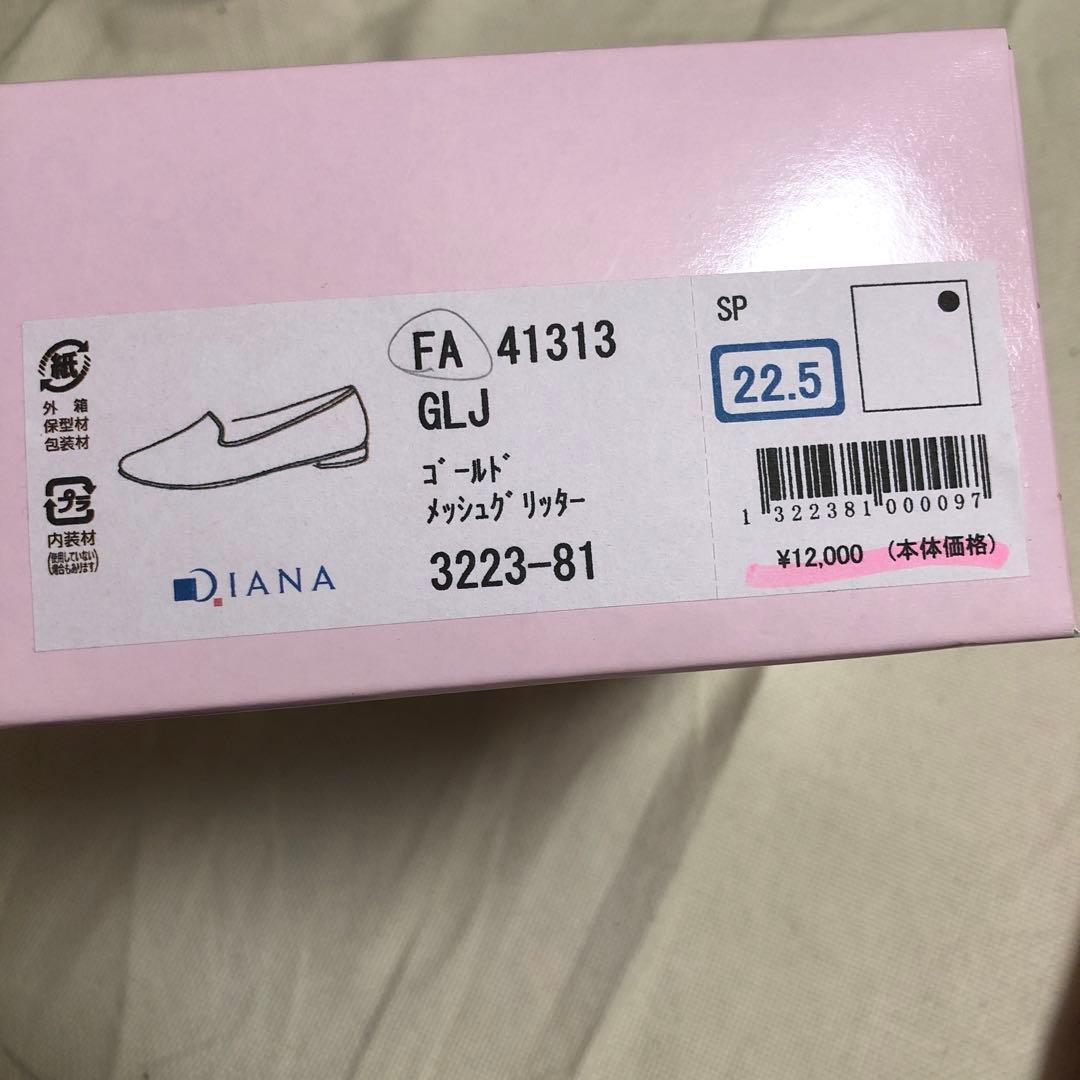 紙
外 箱
保型材
包装材
プラ
内装材
(使用していない
場合もあります)
DIANA
FA 41313
GLJ
ｺﾞｰﾙﾄﾞ
ﾒｯｼｭｸﾞﾘｯﾀｰ
3223-81
SP
22.5
1 322381 000097
¥12,000 (本体価格)